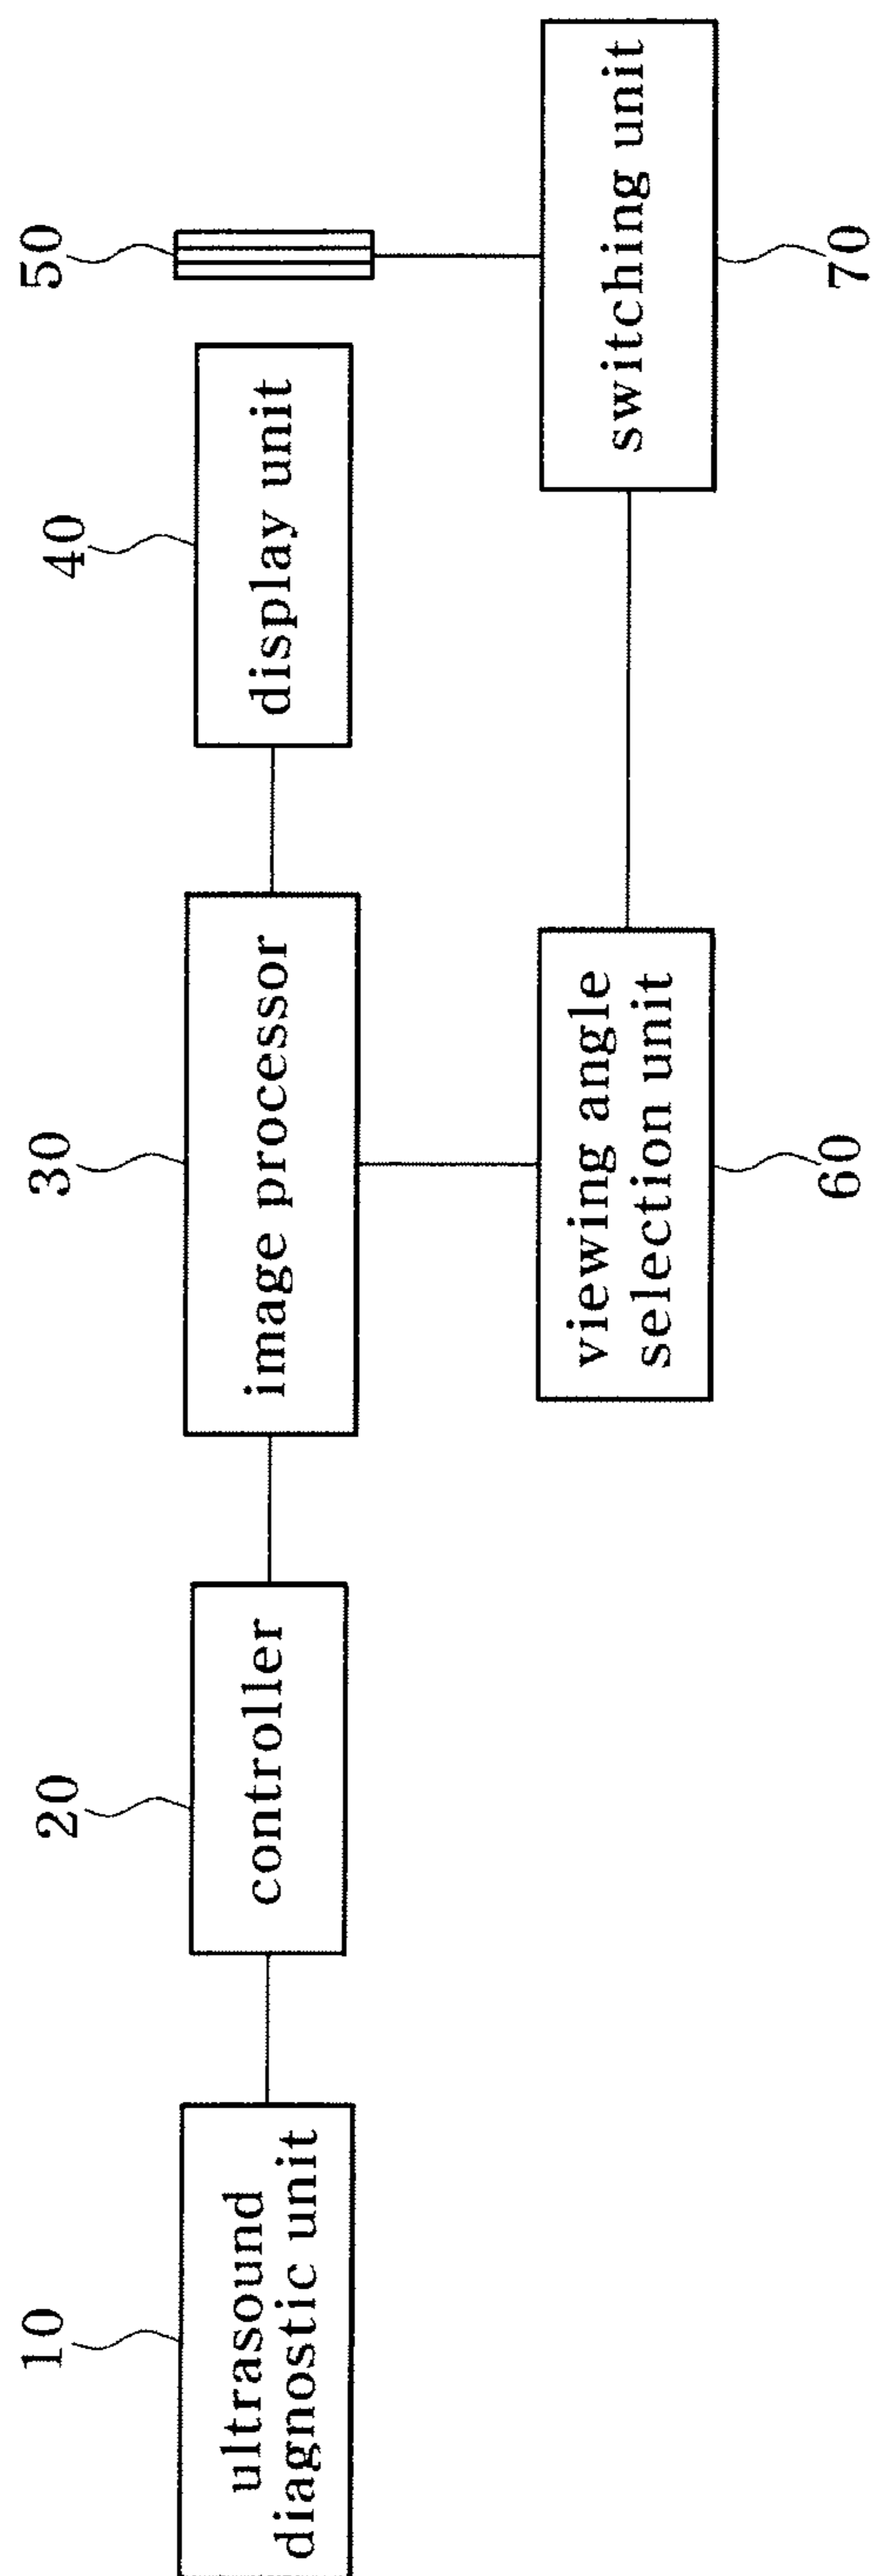 10
20
30
40
50
ultrasound
diagnostic unit
controller
image processor
display unit
viewing angle
selection unit
switching unit
60
70